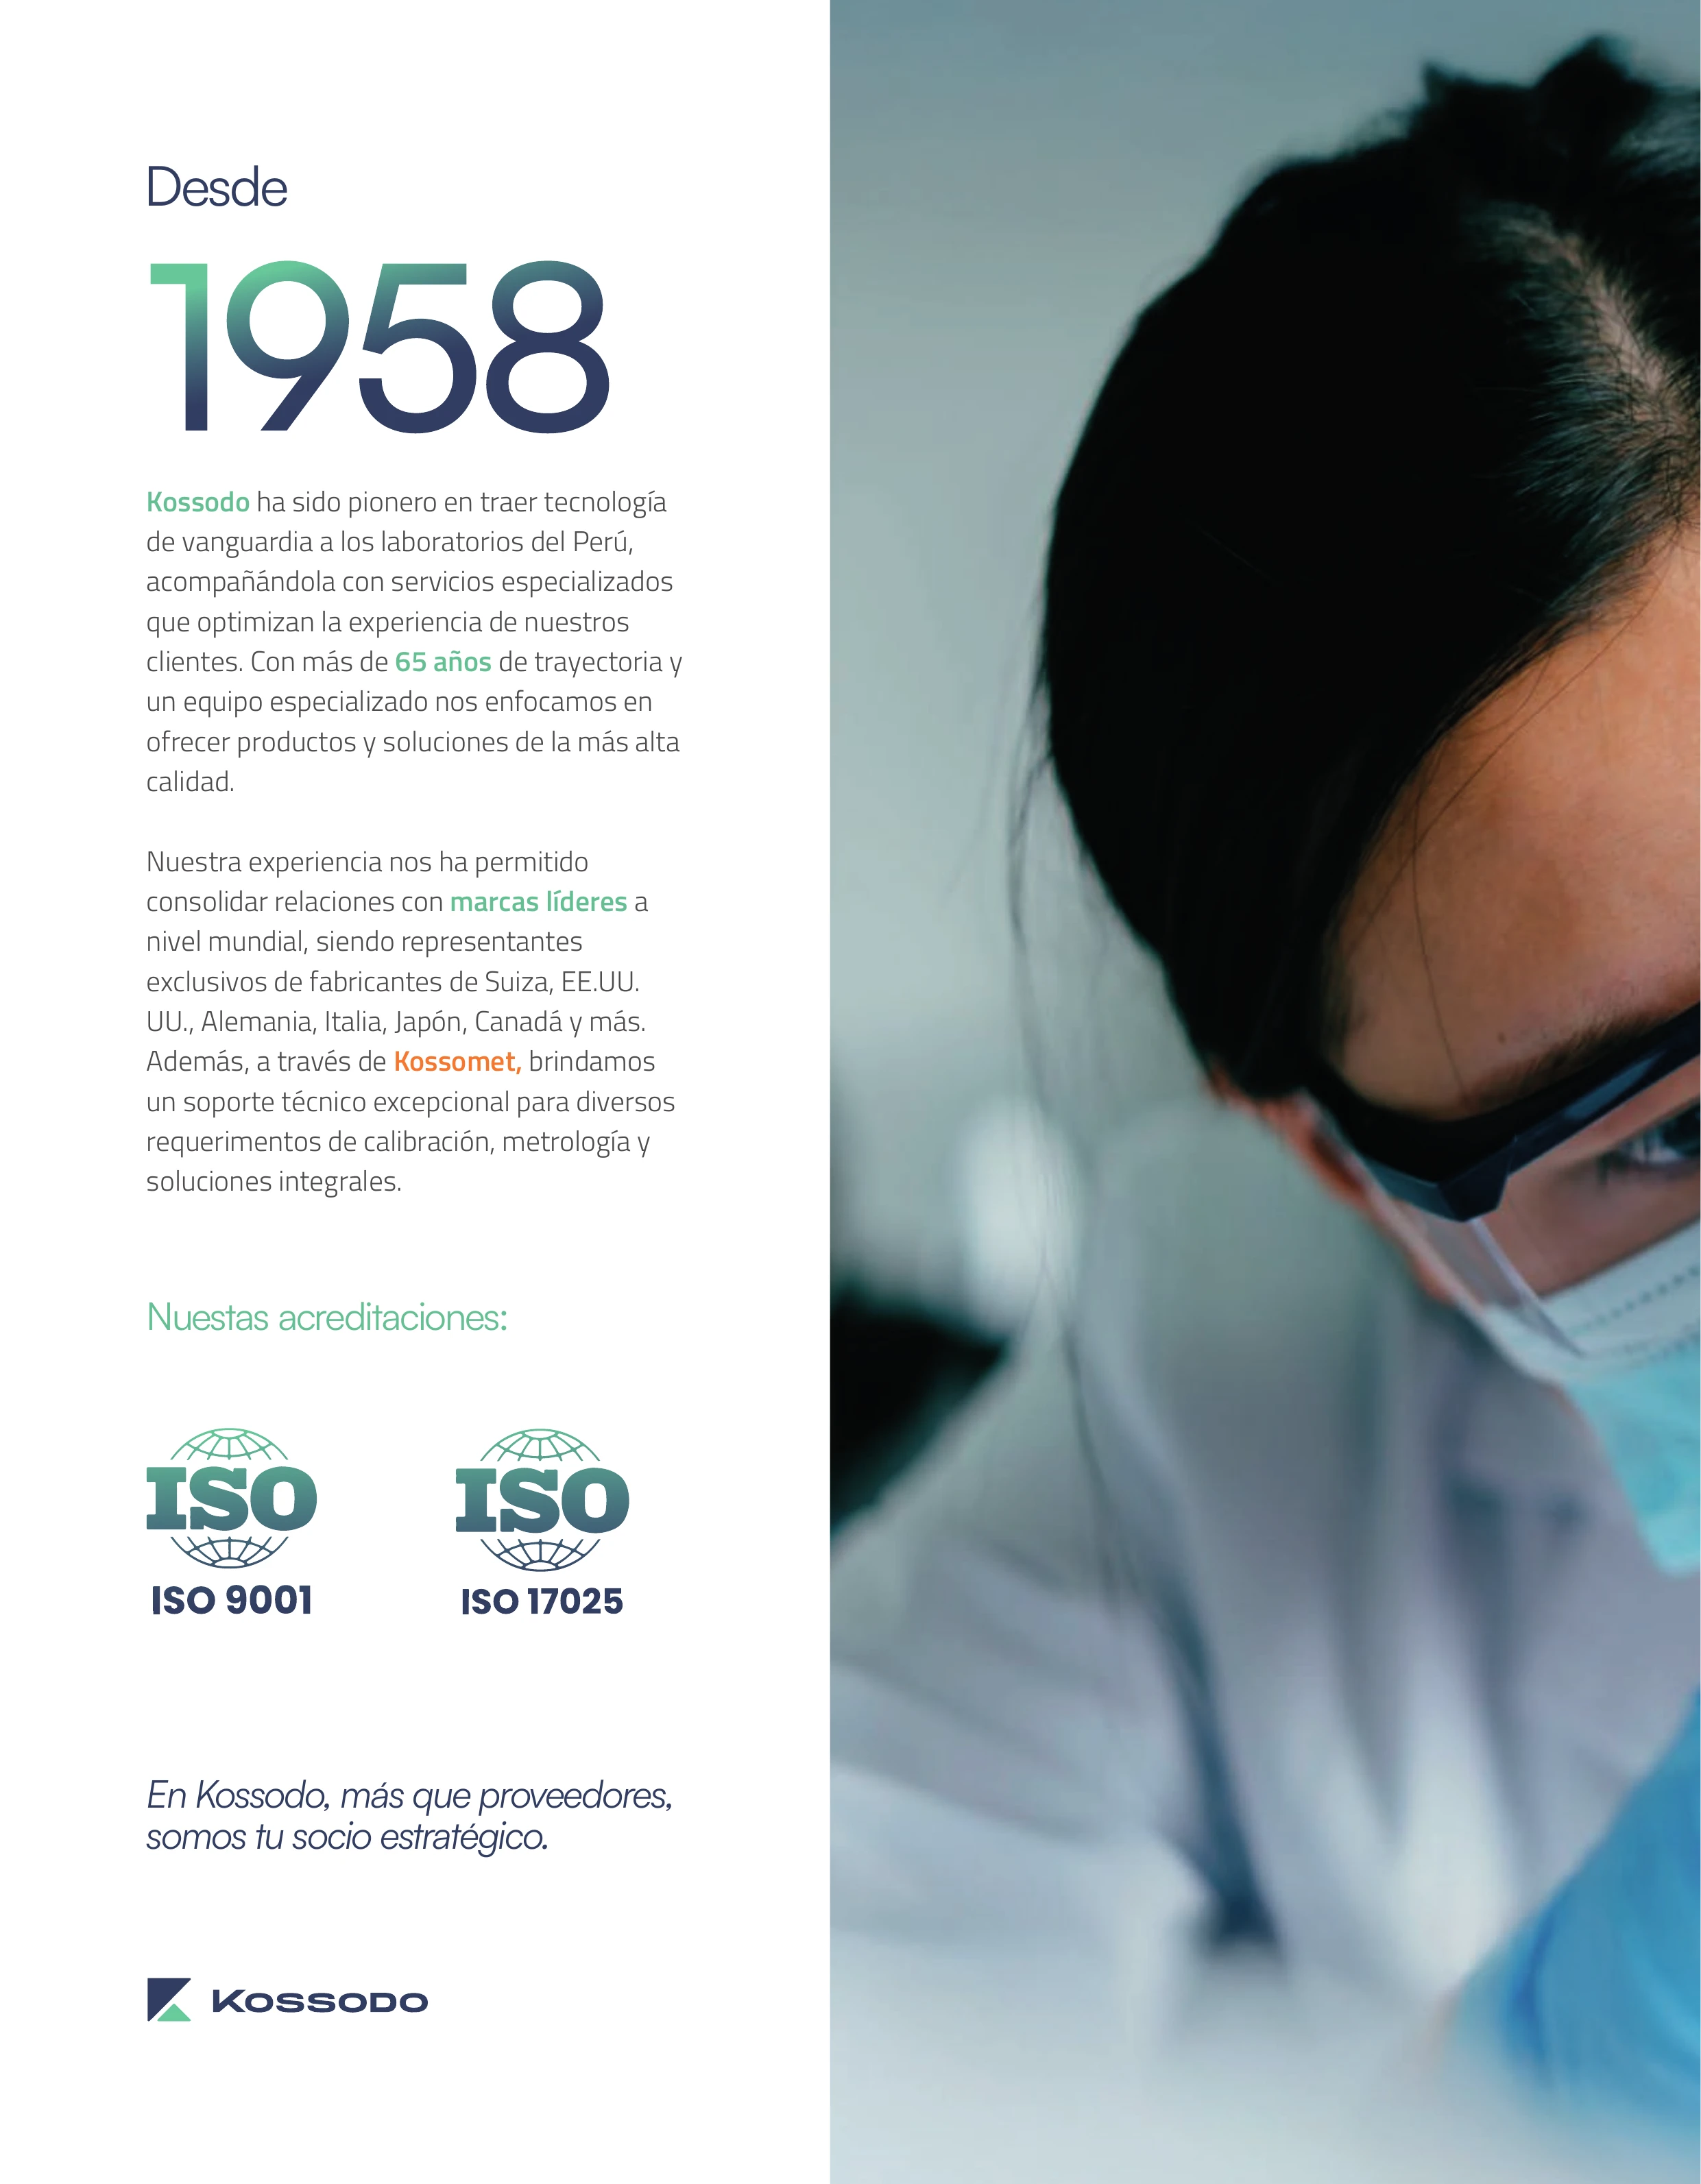 Desde
1958
Kossodo ha sido pionero en traer tecnología
de vanguardia a los laboratorios del Perú,
acompañándola con servicios especializados
que optimizan la experiencia de nuestros
clientes. Con más de 65 años de trayectoria y
un equipo especializado nos enfocamos en
ofrecer productos y soluciones de la más alta
calidad.
Nuestra experiencia nos ha permitido
consolidar relaciones con marcas líderes a
nivel mundial, siendo representantes
exclusivos de fabricantes de Suiza, EE.UU.
UU., Alemania, Italia, Japón, Canadá y más.
Además, a través de Kossomet, brindamos
un soporte técnico excepcional para diversos
requerimientos de calibración, metrología y
soluciones integrales.
Nuestas acreditaciones:
ISO ISO
ISO 9001 ISO 17025
En Kossodo, más que proveedores,
somos tu socio estratégico.
KOSSODO